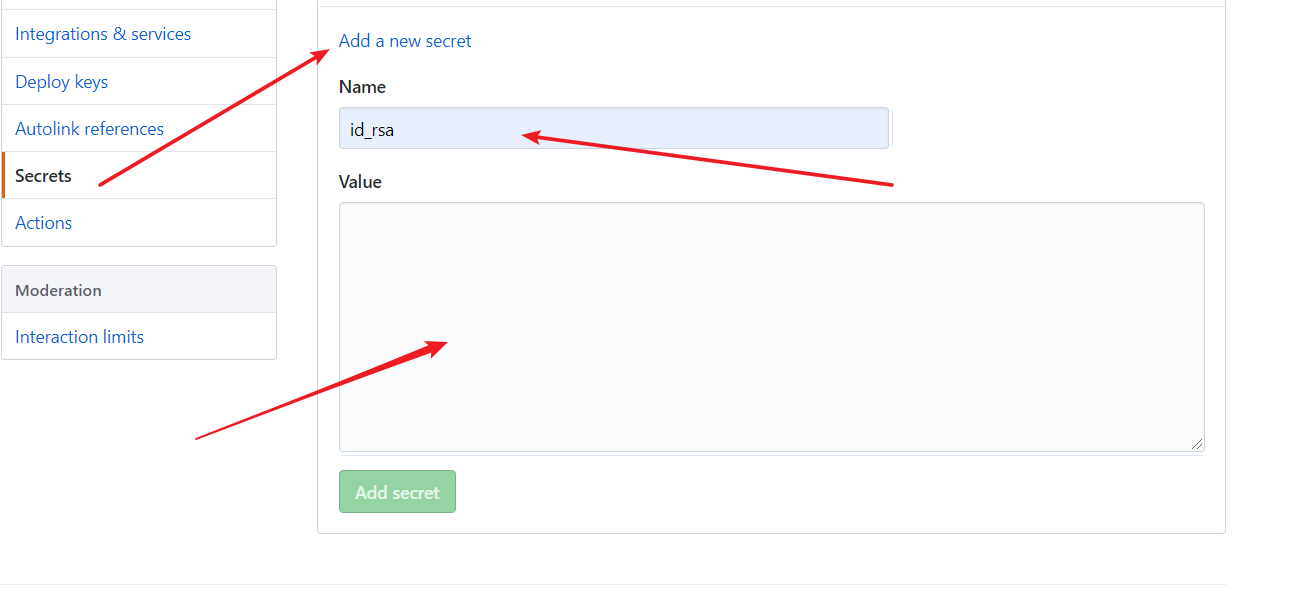 Integrations & services
Deploy keys
Autolink references
Secrets
Actions
Moderation
Interaction limits
Add a new secret
Name
id_rsa
Value
Add secret